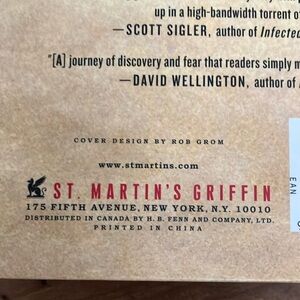 up in a high-bandwidth torrent of
—SCOTT SIGLER, author of Infected
"[A] journey of discovery and fear that readers simply m
—DAVID WELLINGTON, author of
COVER DESIGN BY ROB GROM
www.stmartins.com
ST. MARTIN'S GRIFFIN
175 FIFTH AVENUE, NEW YORK, N.Y. 10010
DISTRIBUTED IN CANADA BY H. B. FENN AND COMPANY, LTD.
PRINTED IN CHINA
EAN